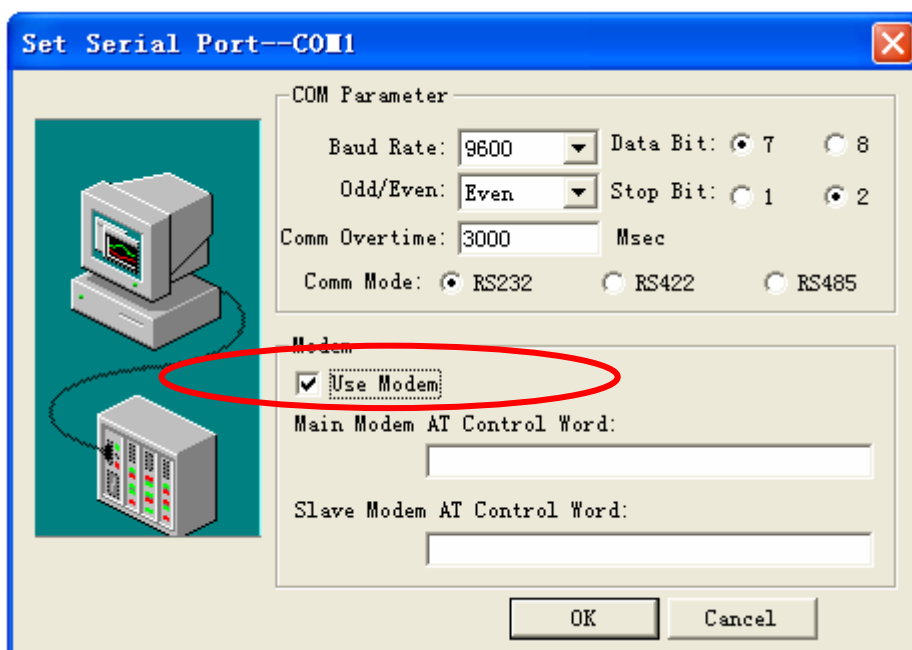 Set Serial Port--COM1
COM Parameter
Baud Rate: 9600 Data Bit: 7 8
Odd/Even: Even Stop Bit: 1 2
Comm Overtime: 3000 Msec
Comm Mode: RS232 RS422 RS485
Modem
Use Modem
Main Modem AT Control Word:
Slave Modem AT Control Word:
OK Cancel